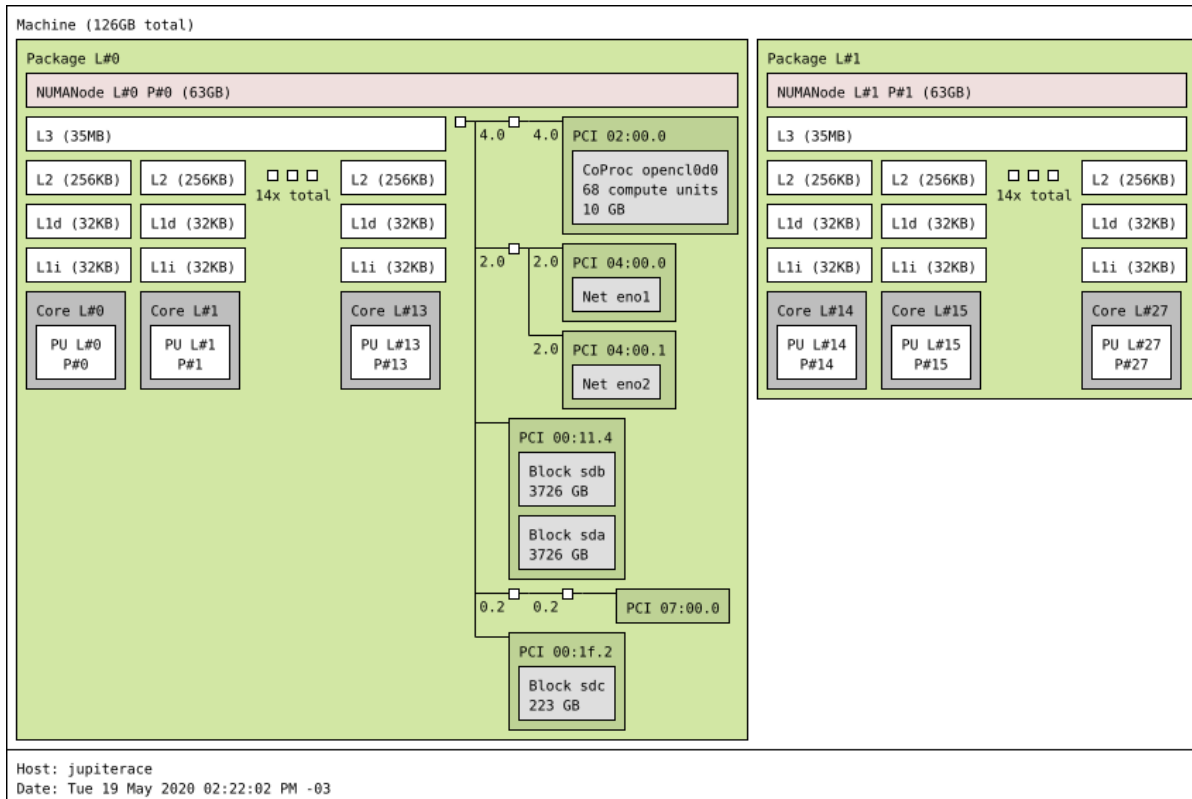 Machine (126GB total)
Package L#0
NUMANode L#0 P#0 (63GB)
L3 (35MB)
L2 (256KB) L2 (256KB) 14x total L2 (256KB)
L1d (32KB) L1d (32KB) L1d (32KB)
L1i (32KB) L1i (32KB) L1i (32KB)
Core L#0 Core L#1 Core L#13
PU L#0 PU L#1 PU L#13
P#0 P#1 P#13
4.0 4.0 PCI 02:00.0
CoProc opencl0d0
68 compute units
10 GB
2.0 2.0 PCI 04:00.0
Net eno1
2.0 PCI 04:00.1
Net eno2
PCI 00:11.4
Block sdb
3726 GB
Block sda
3726 GB
0.2 0.2 PCI 07:00.0
PCI 00:1f.2
Block sdc
223 GB
Package L#1
NUMANode L#1 P#1 (63GB)
L3 (35MB)
L2 (256KB) L2 (256KB) 14x total L2 (256KB)
L1d (32KB) L1d (32KB) L1d (32KB)
L1i (32KB) L1i (32KB) L1i (32KB)
Core L#14 Core L#15 Core L#27
PU L#14 PU L#15 PU L#27
P#14 P#15 P#27
Host: jupiterace
Date: Tue 19 May 2020 02:22:02 PM -03